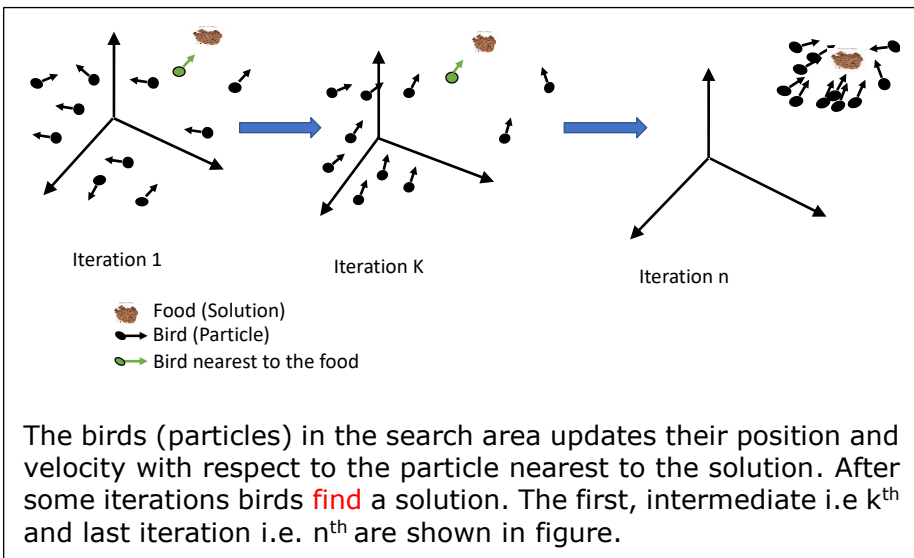 Iteration 1
Iteration K
Iteration n
Food (Solution)
Bird (Particle)
Bird nearest to the food
The birds (particles) in the search area updates their position and
velocity with respect to the particle nearest to the solution. After
some iterations birds find a solution. The first, intermediate i.e kth
and last iteration i.e. nth are shown in figure.